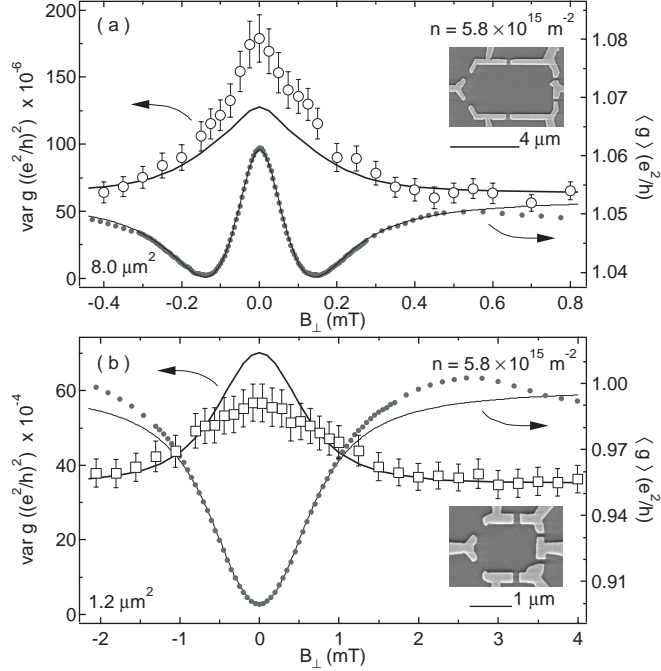 (a)
n = 5.8 × 10¹⁵ m⁻²
200
150
100
50
0
var g ((e²/h)²) × 10⁻⁶
1.08
1.07
1.06
1.05
1.04
⟨ g ⟩ (e²/h)
4 μm
8.0 μm²
-0.4 -0.2 0.0 0.2 0.4 0.6 0.8
B⊥ (mT)
(b)
n = 5.8 × 10¹⁵ m⁻²
60
40
20
0
var g ((e²/h)²) × 10⁻⁴
1.00
0.97
0.94
0.91
⟨ g ⟩ (e²/h)
1 μm
1.2 μm²
-2 -1 0 1 2 3 4
B⊥ (mT)